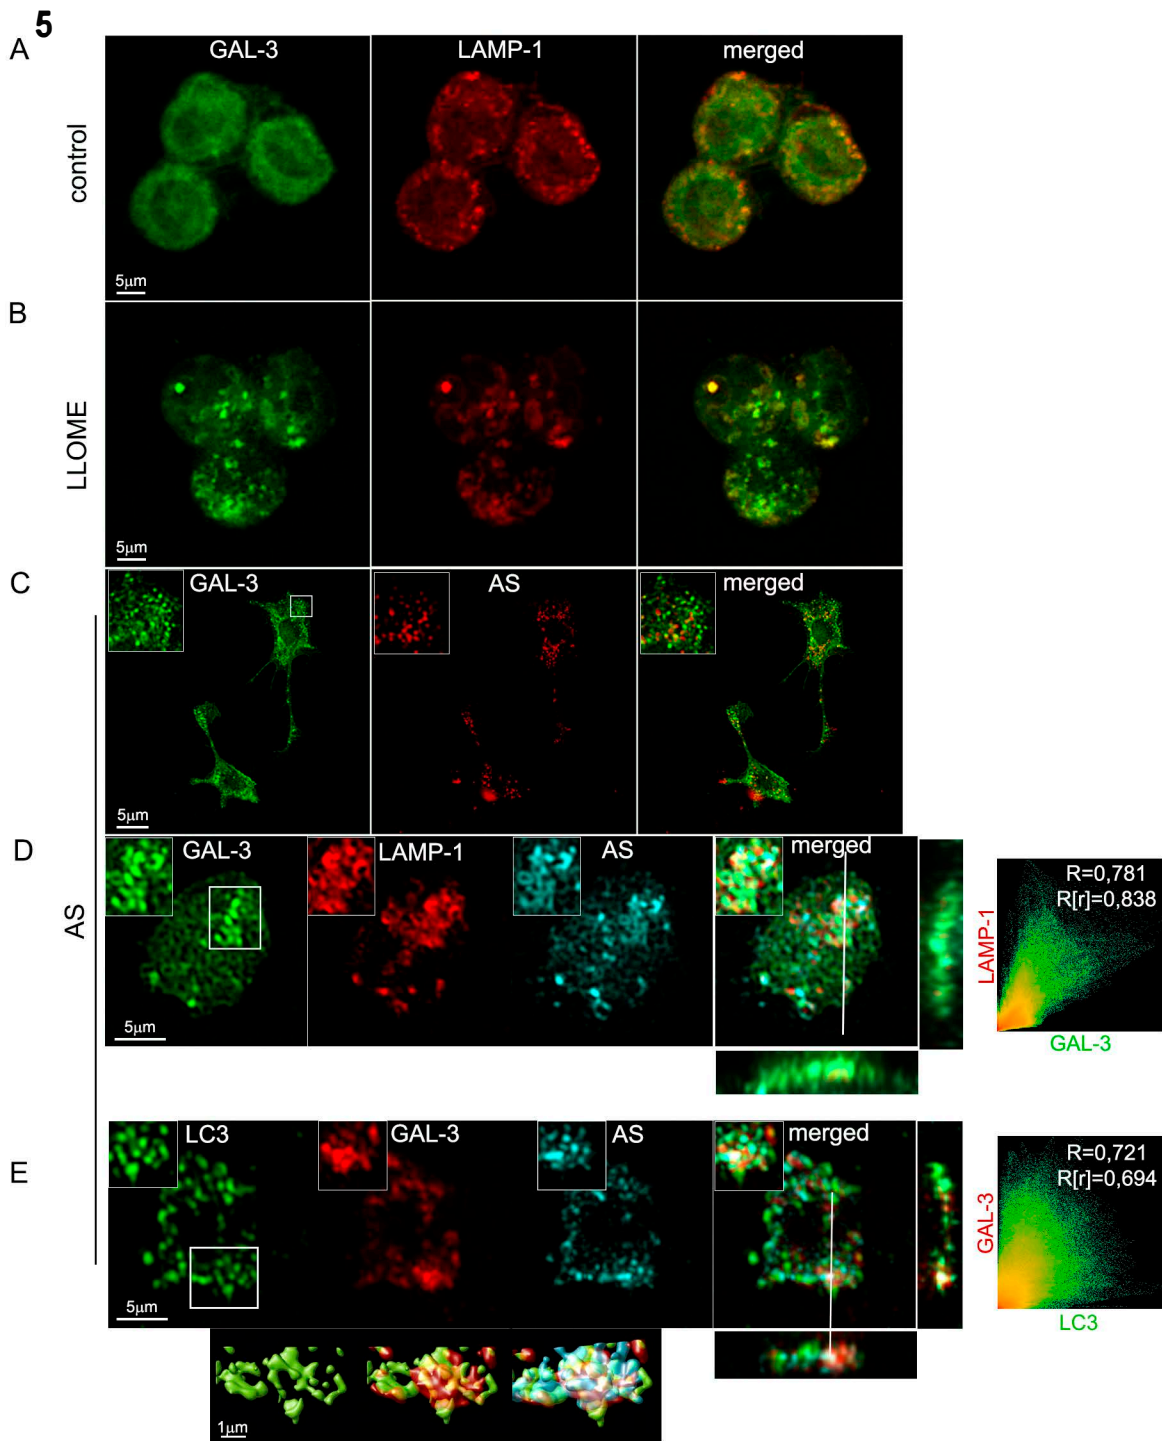 5
A
GAL-3
LAMP-1
merged
control
5μm
B
LLOME
5μm
C
GAL-3
AS
merged
5μm
AS
D
GAL-3
LAMP-1
AS
merged
5μm
R=0,781
R[r]=0,838
LAMP-1
GAL-3
E
LC3
GAL-3
AS
merged
5μm
R=0,721
R[r]=0,694
GAL-3
LC3
1μm